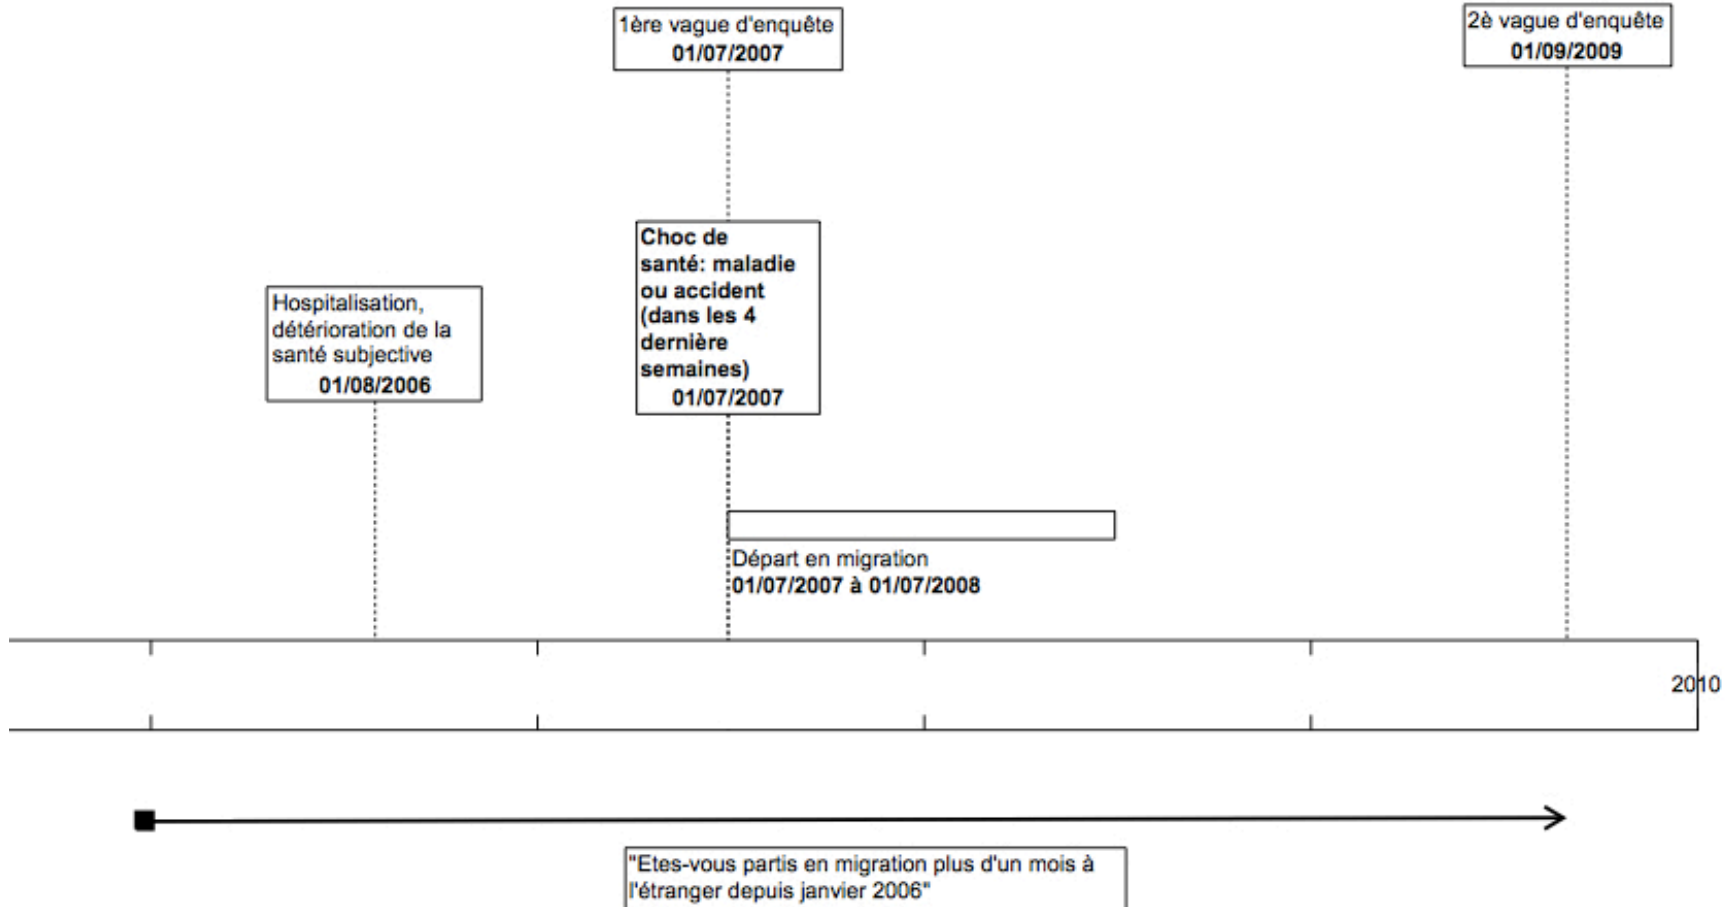 1ère vague d'enquête
01/07/2007
2è vague d'enquête
01/09/2009
Choc de
santé: maladie
ou accident
(dans les 4
dernière
semaines)
01/07/2007
Hospitalisation,
détérioration de la
santé subjective
01/08/2006
Départ en migration
01/07/2007 à 01/07/2008
2010
"Etes-vous partis en migration plus d'un mois à
l'étranger depuis janvier 2006"